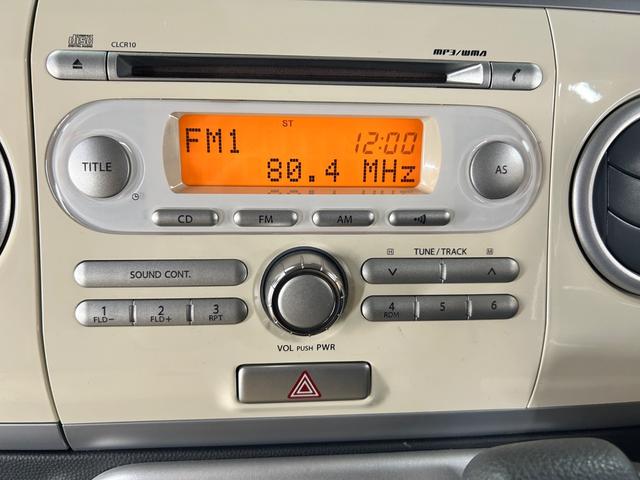 CLCR10
MP3/WMA
ST
FM1 12:00
80.4 MHz
TITLE
AS
CD FM AM
SOUND CONT.
H TUNE/TRACK M
1 2 3
FLD− FLD+ RPT
4 5 6
RDM
VOL PUSH PWR